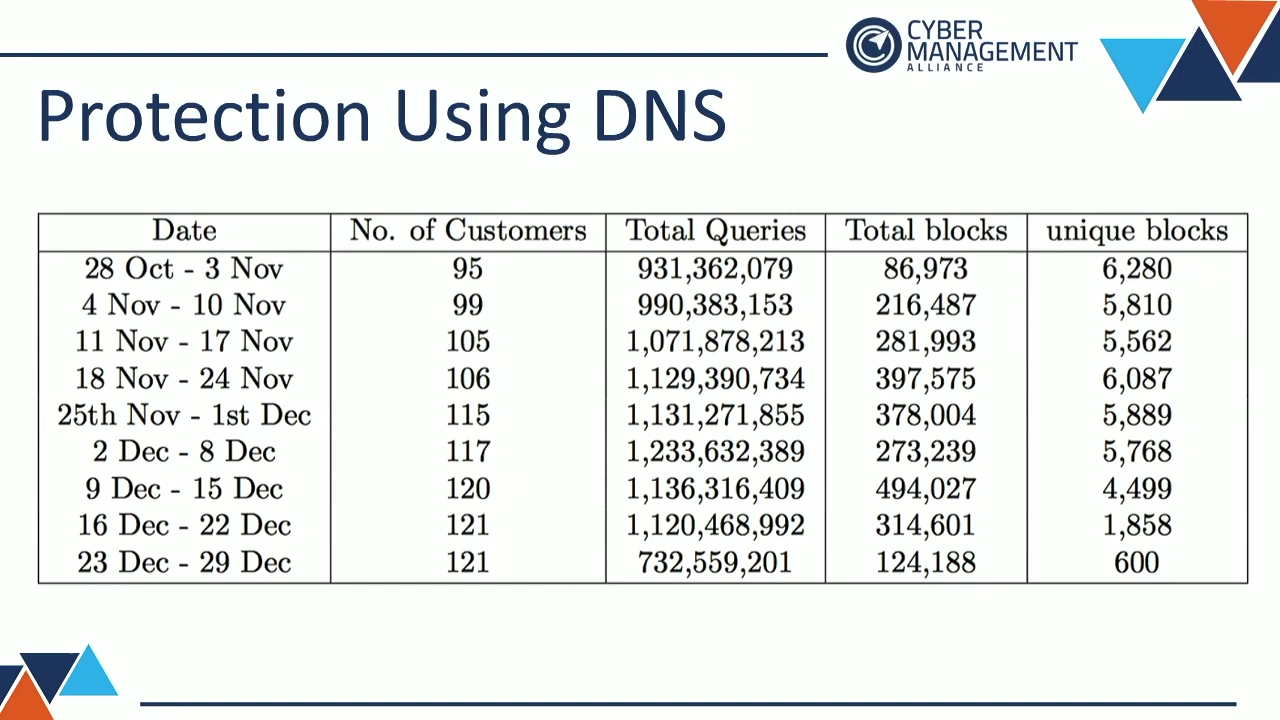 CYBER
MANAGEMENT
ALLIANCE
Protection Using DNS
Date No. of Customers Total Queries Total blocks unique blocks
28 Oct - 3 Nov 95 931,362,079 86,973 6,280
4 Nov - 10 Nov 99 990,383,153 216,487 5,810
11 Nov - 17 Nov 105 1,071,878,213 281,993 5,562
18 Nov - 24 Nov 106 1,129,390,734 397,575 6,087
25th Nov - 1st Dec 115 1,131,271,855 378,004 5,889
2 Dec - 8 Dec 117 1,233,632,389 273,239 5,768
9 Dec - 15 Dec 120 1,136,316,409 494,027 4,499
16 Dec - 22 Dec 121 1,120,468,992 314,601 1,858
23 Dec - 29 Dec 121 732,559,201 124,188 600